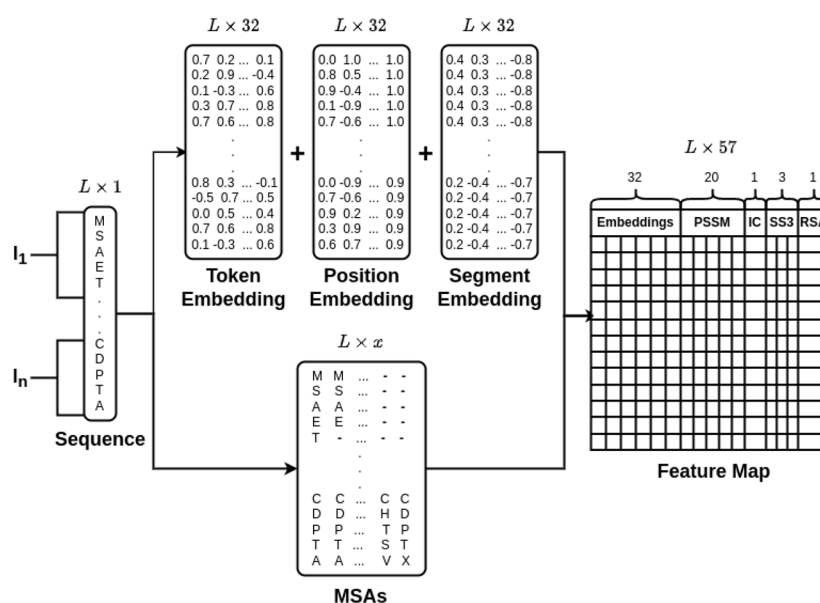 L × 32 L × 32 L × 32
0.7 0.2 ... 0.1
0.2 0.9 ... -0.4
0.1 -0.3 ... 0.6
0.3 0.7 ... 0.8
0.7 0.6 ... 0.8
.
.
.
0.8 0.3 ... -0.1
-0.5 0.7 ... 0.5
0.0 0.5 ... 0.4
0.7 0.6 ... 0.8
0.1 -0.3 ... 0.6
Token
Embedding
+
0.0 1.0 ... 1.0
0.8 0.5 ... 1.0
0.9 -0.4 ... 1.0
0.1 -0.9 ... 1.0
0.7 -0.6 ... 1.0
.
.
.
0.0 -0.9 ... 0.9
0.7 -0.6 ... 0.9
0.9 0.2 ... 0.9
0.3 0.9 ... 0.9
0.6 0.7 ... 0.9
Position
Embedding
+
0.4 0.3 ... -0.8
0.4 0.3 ... -0.8
0.4 0.3 ... -0.8
0.4 0.3 ... -0.8
0.4 0.3 ... -0.8
.
.
.
0.2 -0.4 ... -0.7
0.2 -0.4 ... -0.7
0.2 -0.4 ... -0.7
0.2 -0.4 ... -0.7
0.2 -0.4 ... -0.7
Segment
Embedding
L × 1
I1
In
M
S
A
E
T
.
.
.
C
D
P
T
A
Sequence
L × x
M M ... - -
S S ... - -
A A ... - -
E E ... - -
T - ... - -
.
.
.
C C ... C C
D D ... H D
P P ... T P
T T ... S T
A A ... V X
MSAs
L × 57
32 20 1 3 1
Embeddings PSSM IC SS3
Feature Map